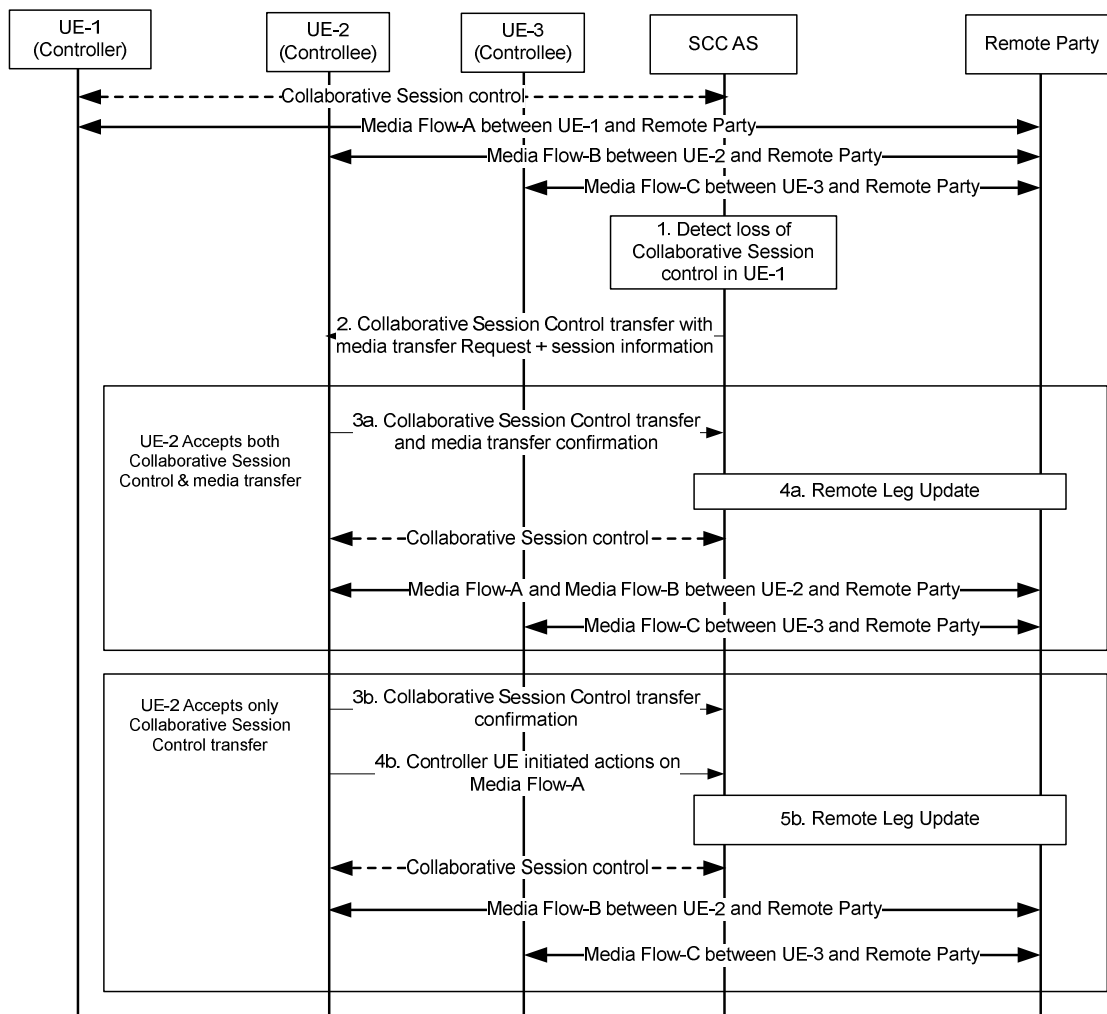 UE-1
(Controller)
UE-2
(Controllee)
UE-3
(Controllee)
SCC AS
Remote Party
Collaborative Session control
Media Flow-A between UE-1 and Remote Party
Media Flow-B between UE-2 and Remote Party
Media Flow-C between UE-3 and Remote Party
1. Detect loss of
Collaborative Session
control in UE-1
2. Collaborative Session Control transfer with
media transfer Request + session information
UE-2 Accepts both
Collaborative Session
Control & media transfer
3a. Collaborative Session Control transfer
and media transfer confirmation
4a. Remote Leg Update
Collaborative Session control
Media Flow-A and Media Flow-B between UE-2 and Remote Party
Media Flow-C between UE-3 and Remote Party
UE-2 Accepts only
Collaborative Session
Control transfer
3b. Collaborative Session Control transfer
confirmation
4b. Controller UE initiated actions on
Media Flow-A
5b. Remote Leg Update
Collaborative Session control
Media Flow-B between UE-2 and Remote Party
Media Flow-C between UE-3 and Remote Party